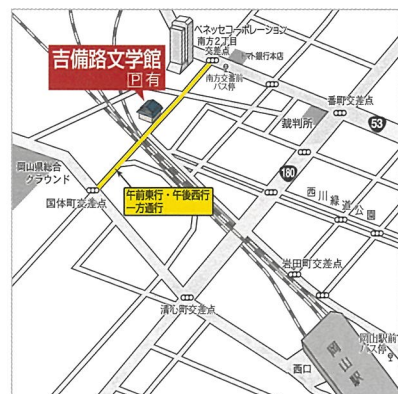 ベネッセコーポレーション
南方2丁目
交差点
トマト銀行本店
吉備路文学館
P有
南方交番前
バス停
番町交差点
裁判所
53
岡山県総合
グラウンド
180
国体町交差点
午前東行・午後西行
一方通行
西川緑道公園
岩田町交差点
清心町交差点
岡山駅前
バス停
岡山駅
西口